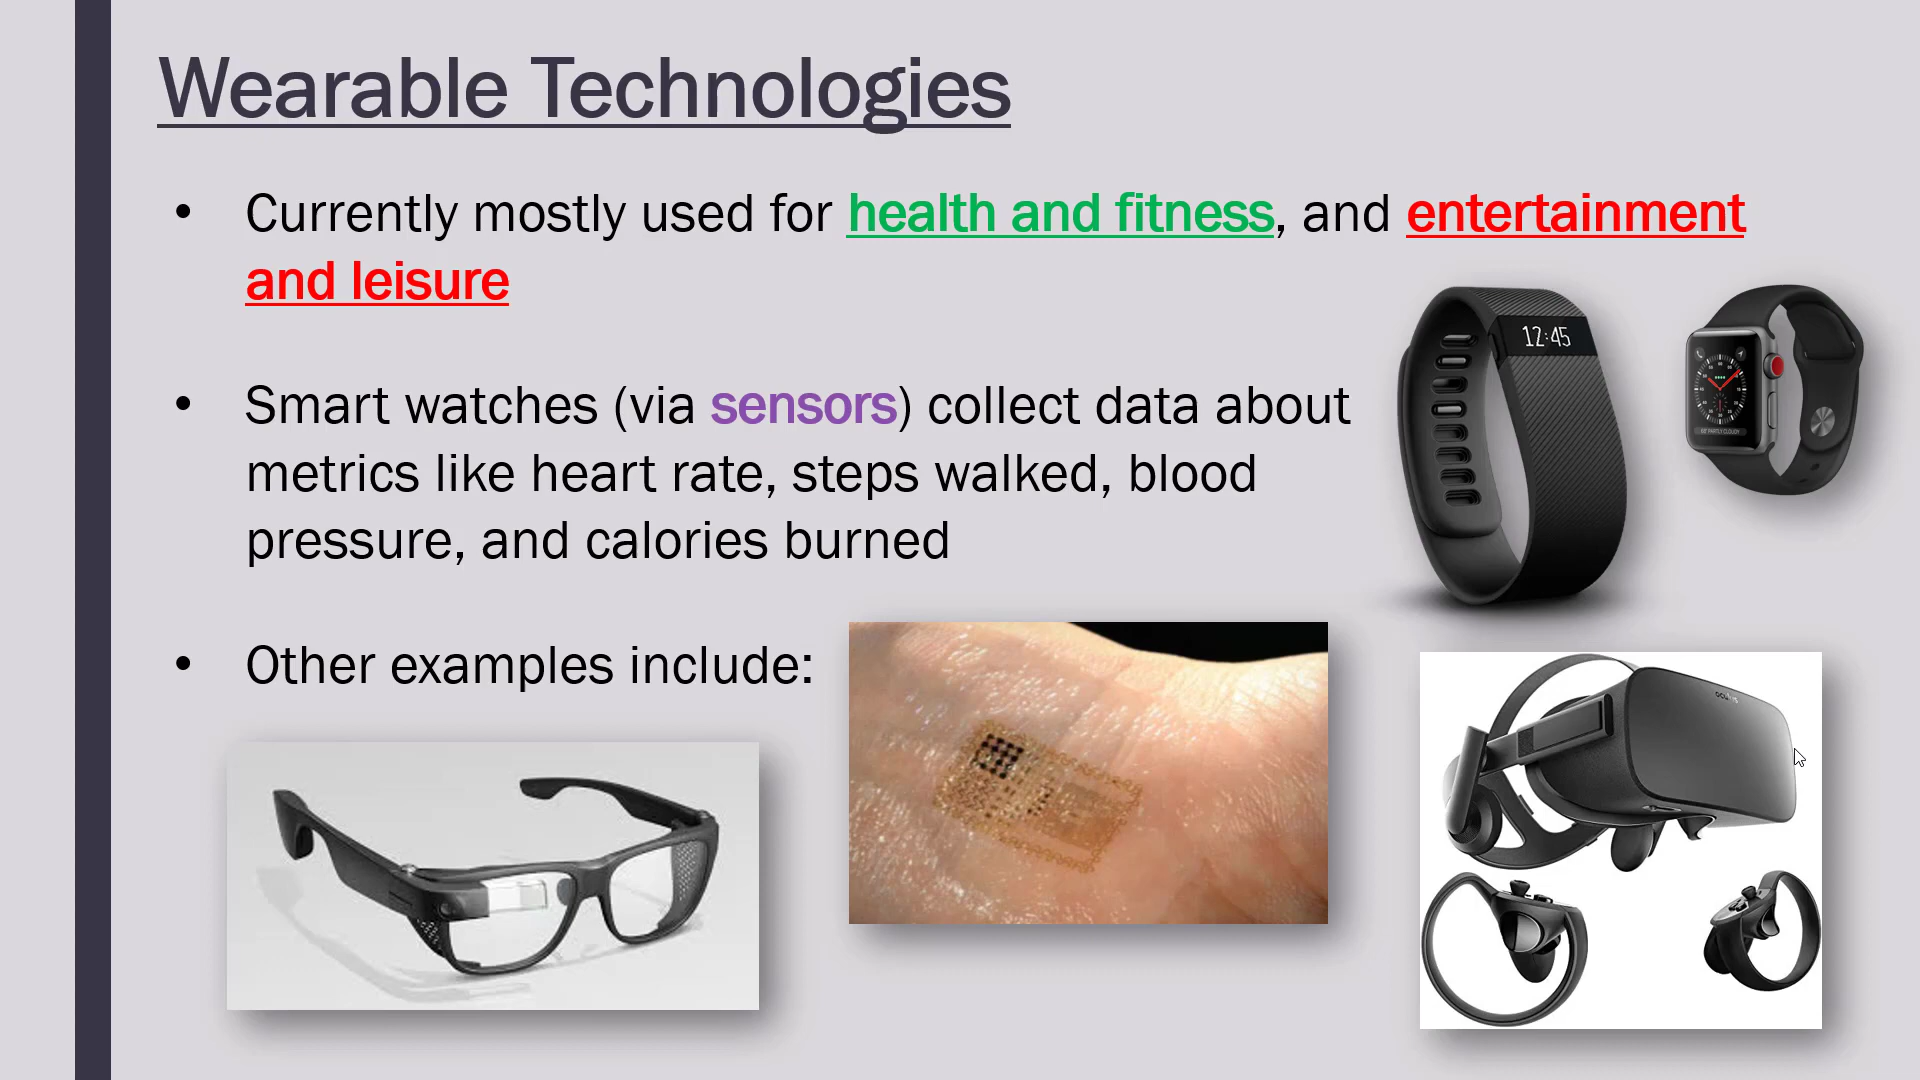 Wearable Technologies
• Currently mostly used for health and fitness, and entertainment
and leisure
• Smart watches (via sensors) collect data about
metrics like heart rate, steps walked, blood
pressure, and calories burned
12:45
• Other examples include: